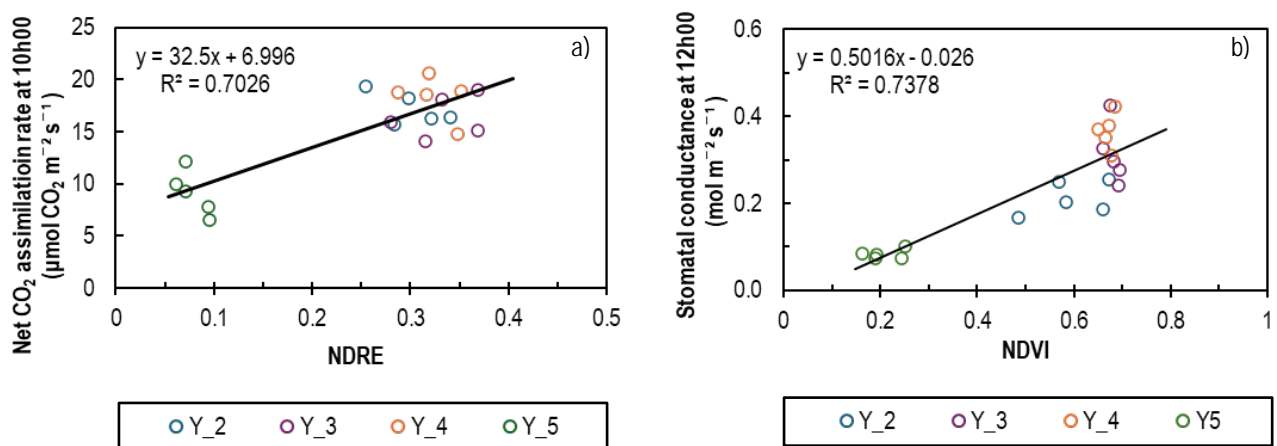 a)
y = 32.5x + 6.996
R² = 0.7026
Net CO₂ assimilatioin rate at 10h00
(µmol CO₂ m⁻² s⁻¹)
25
20
15
10
5
0
0 0.1 0.2 0.3 0.4 0.5
NDRE
Y_2 Y_3 Y_4 Y_5
b)
y = 0.5016x - 0.026
R² = 0.7378
Stomatal conductance at 12h00
(mol m⁻² s⁻¹)
0.6
0.4
0.2
0.0
0 0.2 0.4 0.6 0.8 1
NDVI
Y_2 Y_3 Y_4 Y5